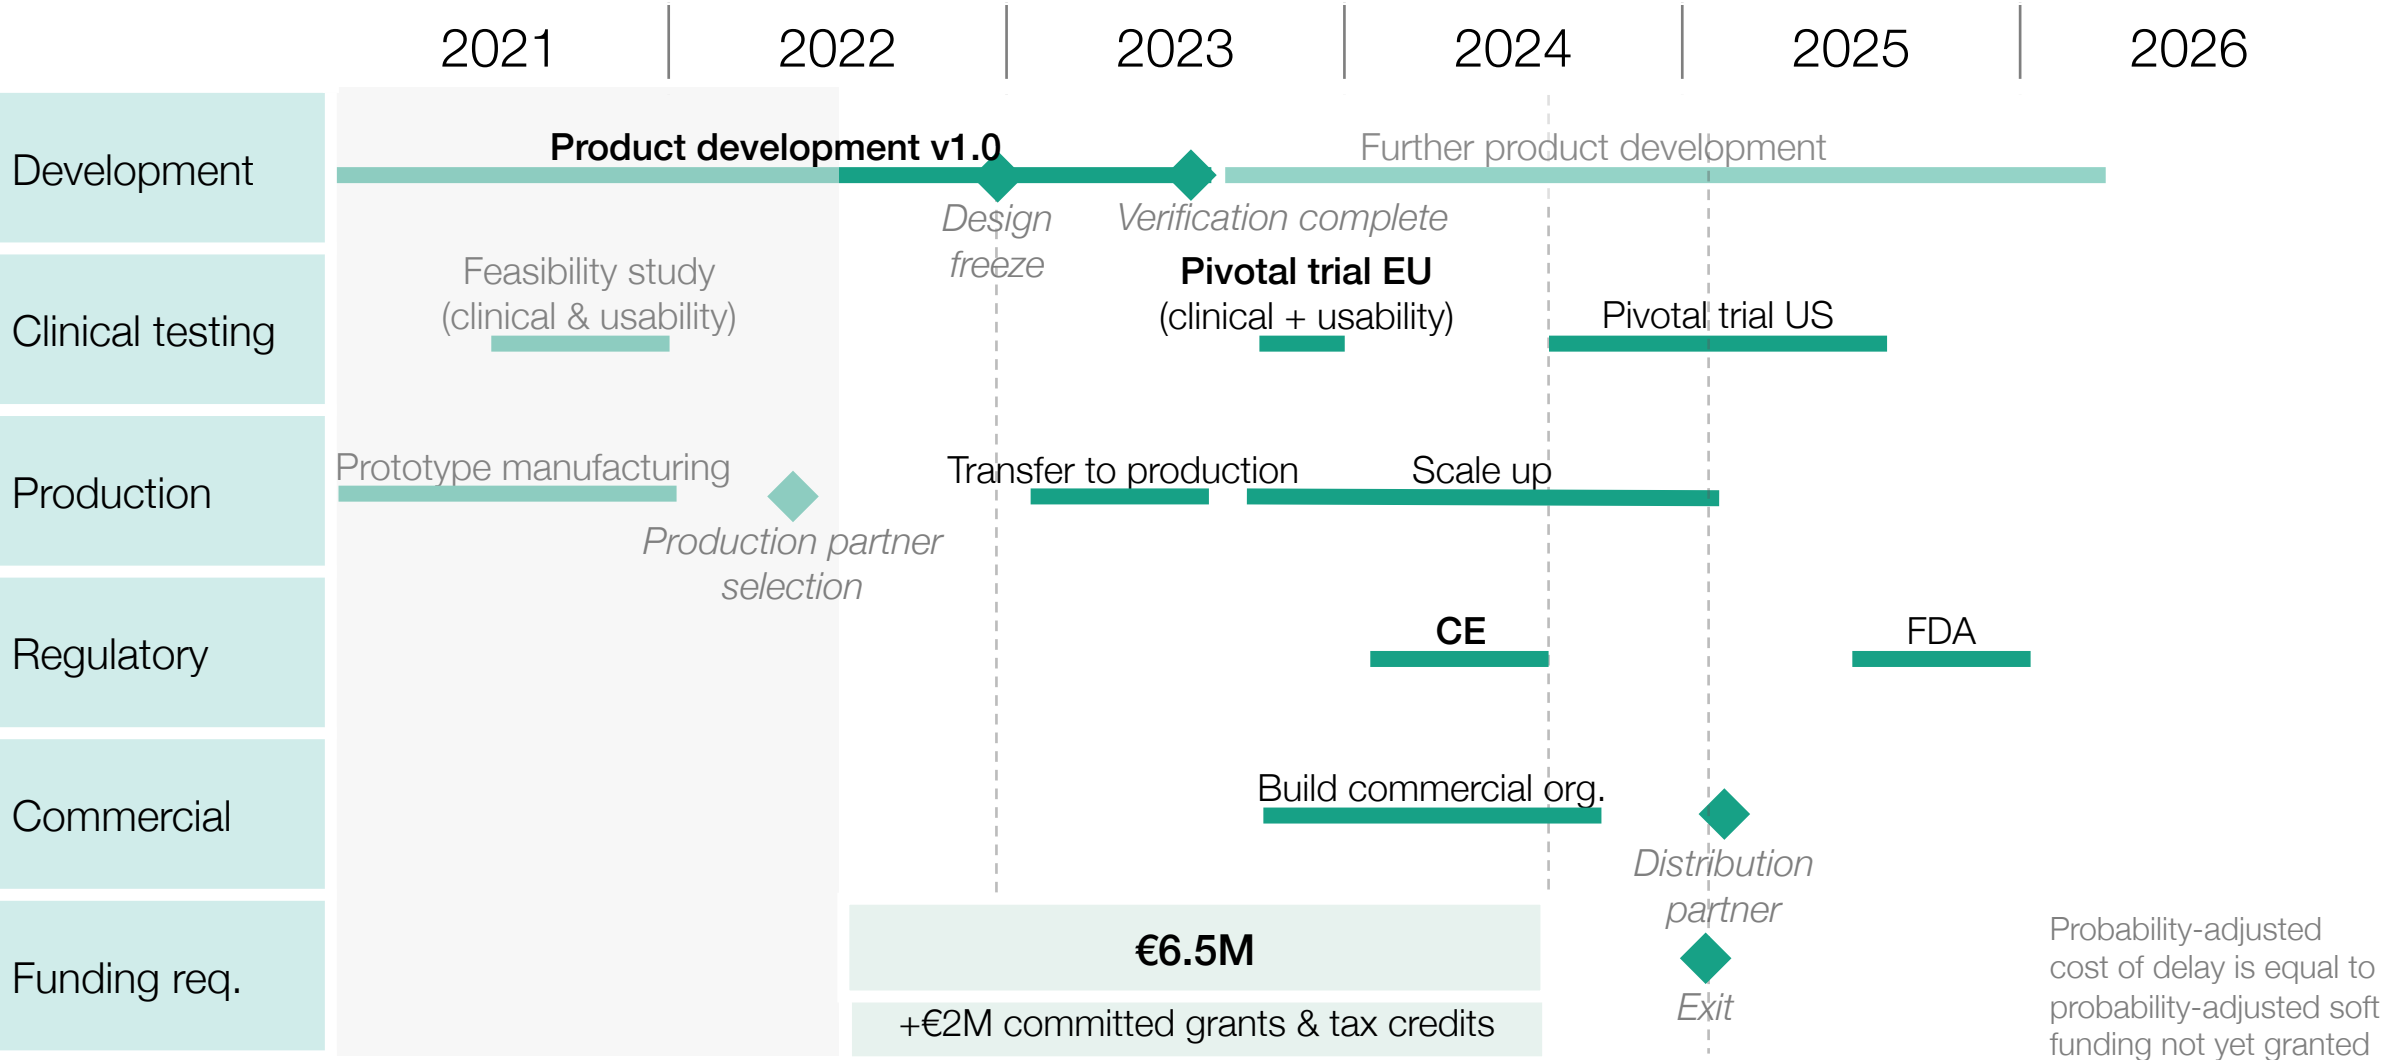 2021
2022
2023
2024
2025
2026
Development
Product development v1.0
Further product development
Design
freeze
Verification complete
Clinical testing
Feasibility study
(clinical & usability)
Pivotal trial EU
(clinical + usability)
Pivotal trial US
Production
Prototype manufacturing
Production partner
selection
Transfer to production
Scale up
Regulatory
CE
FDA
Commercial
Build commercial org.
Distribution
partner
Funding req.
€6.5M
+€2M committed grants & tax credits
Exit
Probability-adjusted
cost of delay is equal to
probability-adjusted soft
funding not yet granted